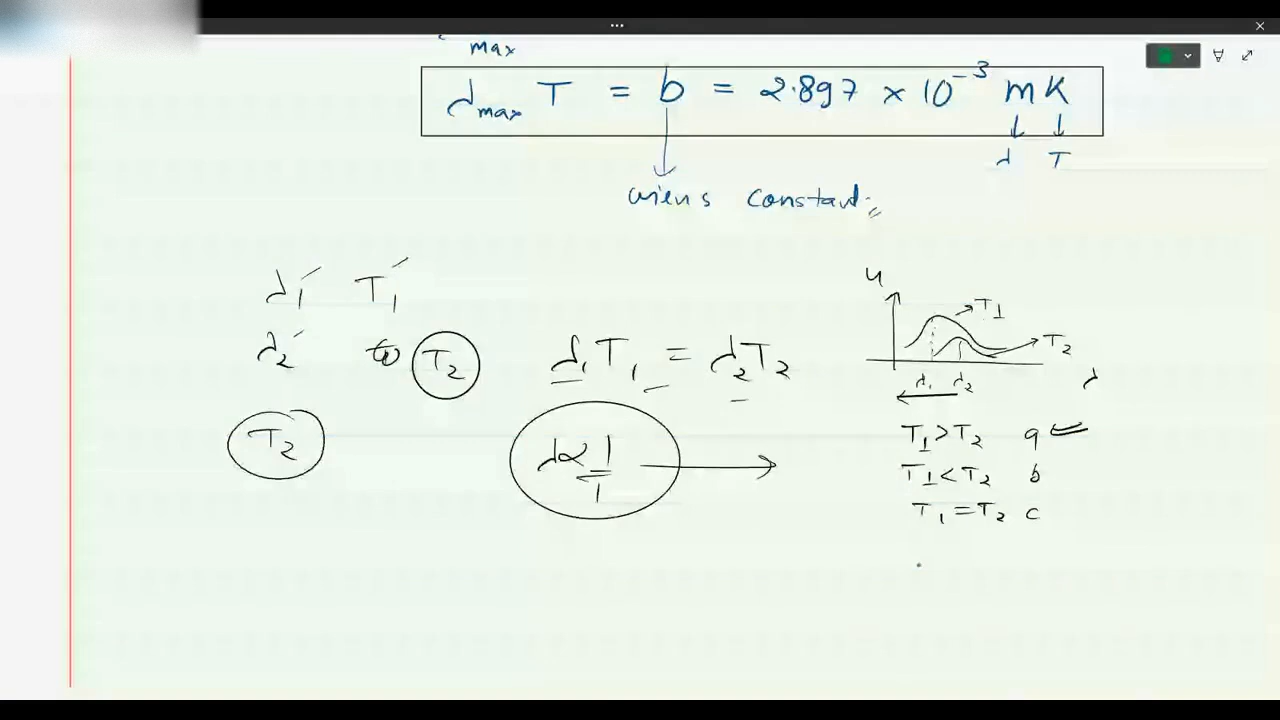 max
λmax T = b = 2.897 × 10⁻³ m K
↓ ↓
λ T
wiens constant
λ₁′ T₁′
λ₂′ T₂ λ₁T₁ = λ₂T₂
T₂
λ ∝ 1/T
u
T₁
T₂
λ₁ λ₂ λ
T₁ > T₂ a
T₁ < T₂ b
T₁ = T₂ c